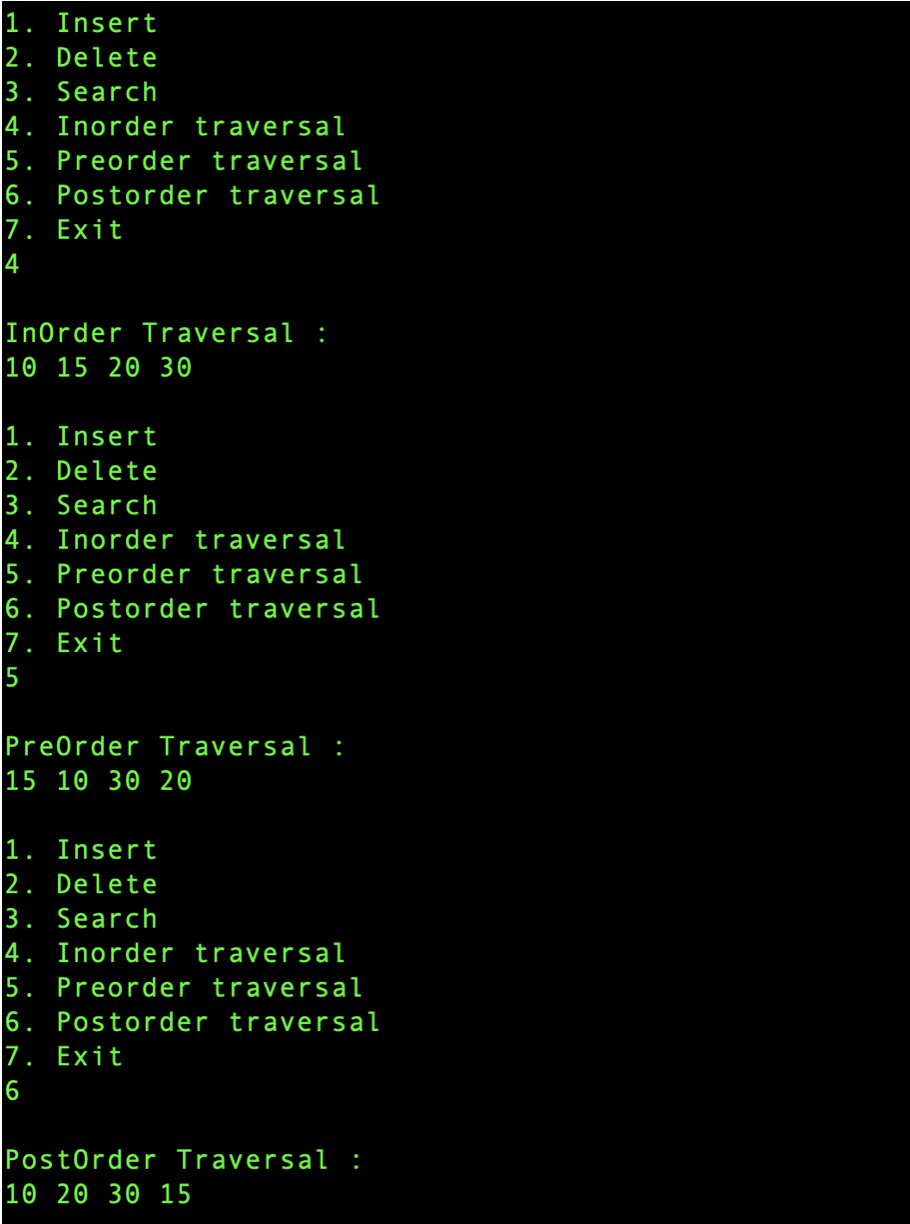 1. Insert
2. Delete
3. Search
4. Inorder traversal
5. Preorder traversal
6. Postorder traversal
7. Exit
4
InOrder Traversal :
10 15 20 30
1. Insert
2. Delete
3. Search
4. Inorder traversal
5. Preorder traversal
6. Postorder traversal
7. Exit
5
PreOrder Traversal :
15 10 30 20
1. Insert
2. Delete
3. Search
4. Inorder traversal
5. Preorder traversal
6. Postorder traversal
7. Exit
6
PostOrder Traversal :
10 20 30 15